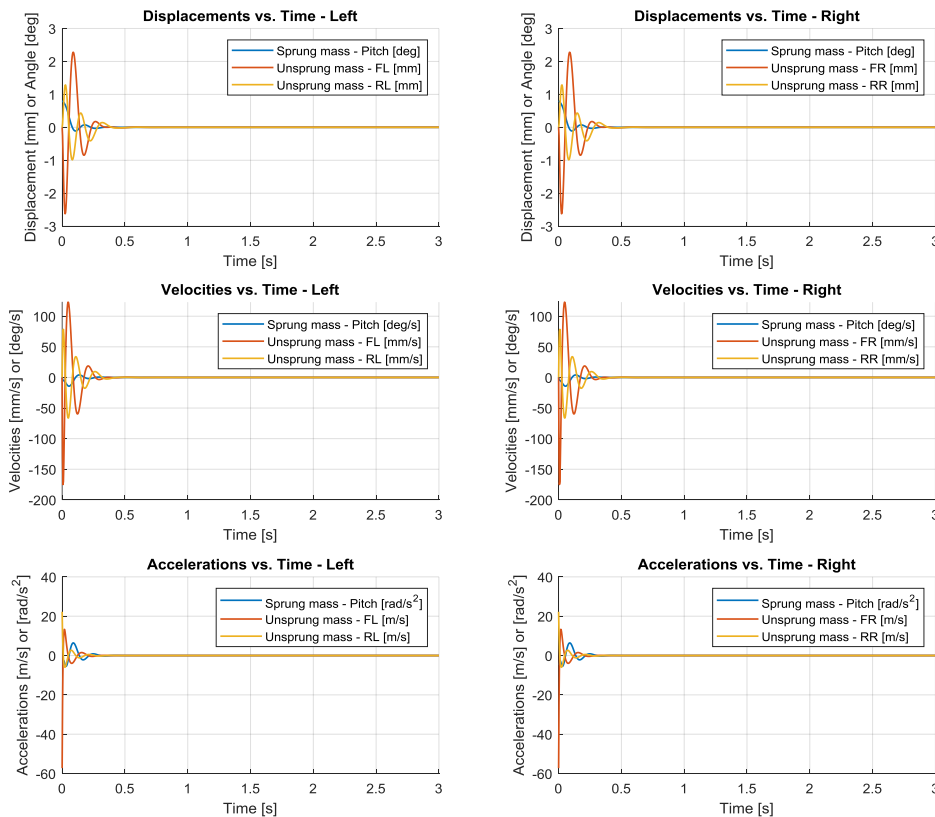 Displacements vs. Time - Left
Displacement [mm] or Angle [deg]
3
2
1
0
-1
-2
-3
Sprung mass - Pitch [deg]
Unsprung mass - FL [mm]
Unsprung mass - RL [mm]
0 0.5 1 1.5 2 2.5 3
Time [s]
Displacements vs. Time - Right
Displacement [mm] or Angle [deg]
3
2
1
0
-1
-2
-3
Sprung mass - Pitch [deg]
Unsprung mass - FR [mm]
Unsprung mass - RR [mm]
0 0.5 1 1.5 2 2.5 3
Time [s]
Velocities vs. Time - Left
Velocities [mm/s] or [deg/s]
100
50
0
-50
-100
-150
-200
Sprung mass - Pitch [deg/s]
Unsprung mass - FL [mm/s]
Unsprung mass - RL [mm/s]
0 0.5 1 1.5 2 2.5 3
Time [s]
Velocities vs. Time - Right
Velocities [mm/s] or [deg/s]
100
50
0
-50
-100
-150
-200
Sprung mass - Pitch [deg/s]
Unsprung mass - FR [mm/s]
Unsprung mass - RR [mm/s]
0 0.5 1 1.5 2 2.5 3
Time [s]
Accelerations vs. Time - Left
Accelerations [m/s] or [rad/s²]
40
20
0
-20
-40
-60
Sprung mass - Pitch [rad/s²]
Unsprung mass - FL [m/s]
Unsprung mass - RL [m/s]
0 0.5 1 1.5 2 2.5 3
Time [s]
Accelerations vs. Time - Right
Accelerations [m/s] or [rad/s²]
40
20
0
-20
-40
-60
Sprung mass - Pitch [rad/s²]
Unsprung mass - FR [m/s]
Unsprung mass - RR [m/s]
0 0.5 1 1.5 2 2.5 3
Time [s]